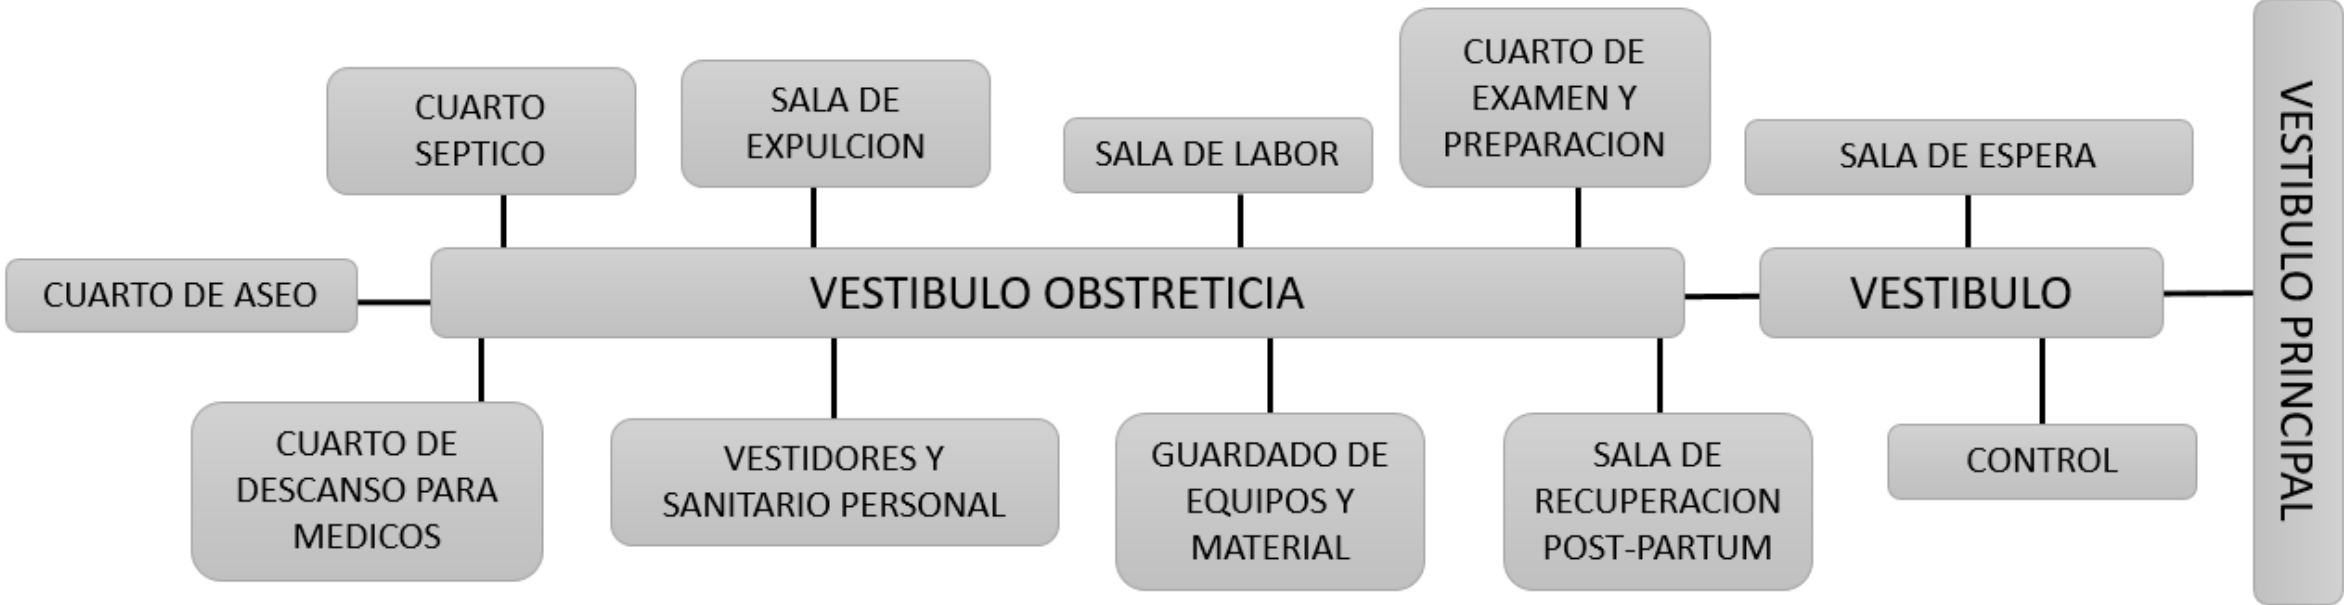 CUARTO
SEPTICO
SALA DE
EXPULCION
SALA DE LABOR
CUARTO DE
EXAMEN Y
PREPARACION
SALA DE ESPERA
CUARTO DE ASEO
VESTIBULO OBSTRETICIA
VESTIBULO
VESTIBULO PRINCIPAL
CUARTO DE
DESCANSO PARA
MEDICOS
VESTIDORES Y
SANITARIO PERSONAL
GUARDADO DE
EQUIPOS Y
MATERIAL
SALA DE
RECUPERACION
POST-PARTUM
CONTROL